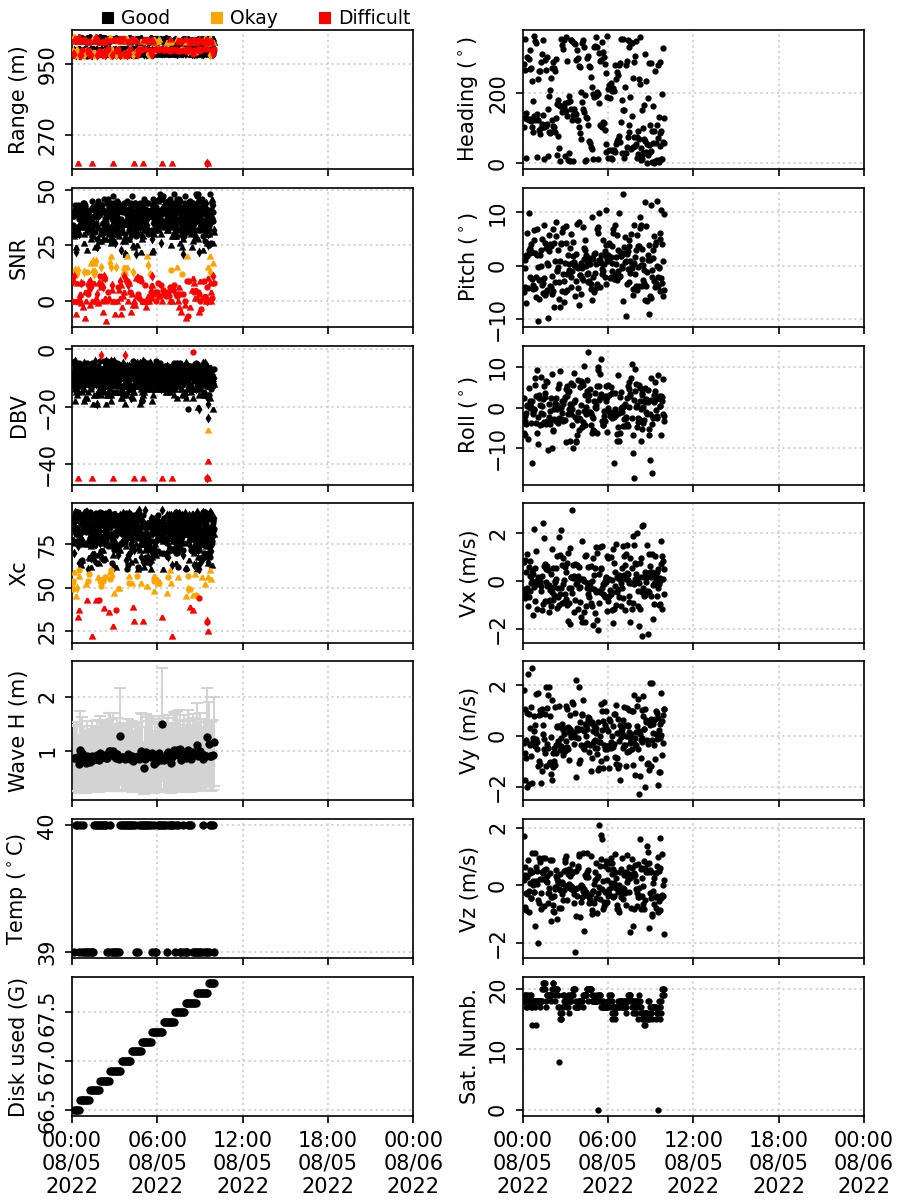 Good Okay Difficult
Range (m)
950
270
Heading (°)
200
0
SNR
50
25
0
Pitch (°)
10
0
−10
DBV
0
−20
−40
Roll (°)
10
0
−10
Xc
75
50
25
Vx (m/s)
2
0
−2
Wave H (m)
2
1
Vy (m/s)
2
0
−2
Temp (°C)
40
39
Vz (m/s)
2
0
−2
Disk used (G)
67.5
67.0
66.5
Sat. Numb.
20
10
0
00:00 06:00 12:00 18:00 00:00
08/05 08/05 08/05 08/05 08/06
2022 2022 2022 2022 2022
00:00 06:00 12:00 18:00 00:00
08/05 08/05 08/05 08/05 08/06
2022 2022 2022 2022 2022